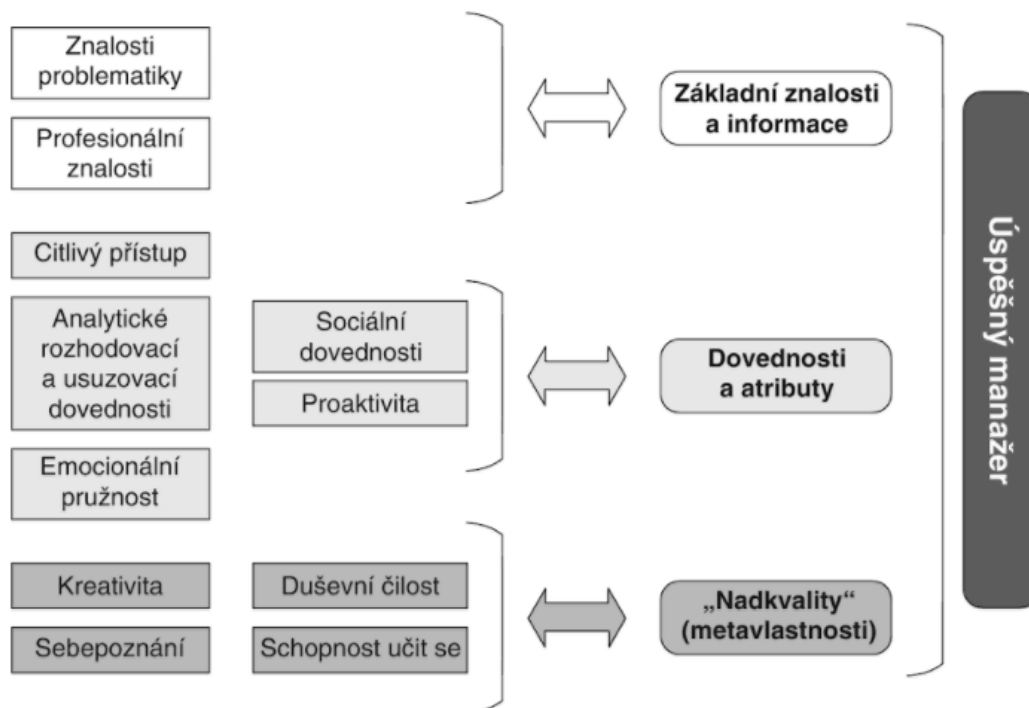 Znalosti
problematiky
Profesionální
znalosti
Základní znalosti
a informace
Citlivý přístup
Analytické
rozhodovací
a usuzovací
dovednosti
Sociální
dovednosti
Proaktivita
Dovednosti
a atributy
Emocionální
pružnost
Kreativita
Duševní čilost
Sebepoznání
Schopnost učit se
„Nadkvality“
(metavlastnosti)
Úspěšný manažer